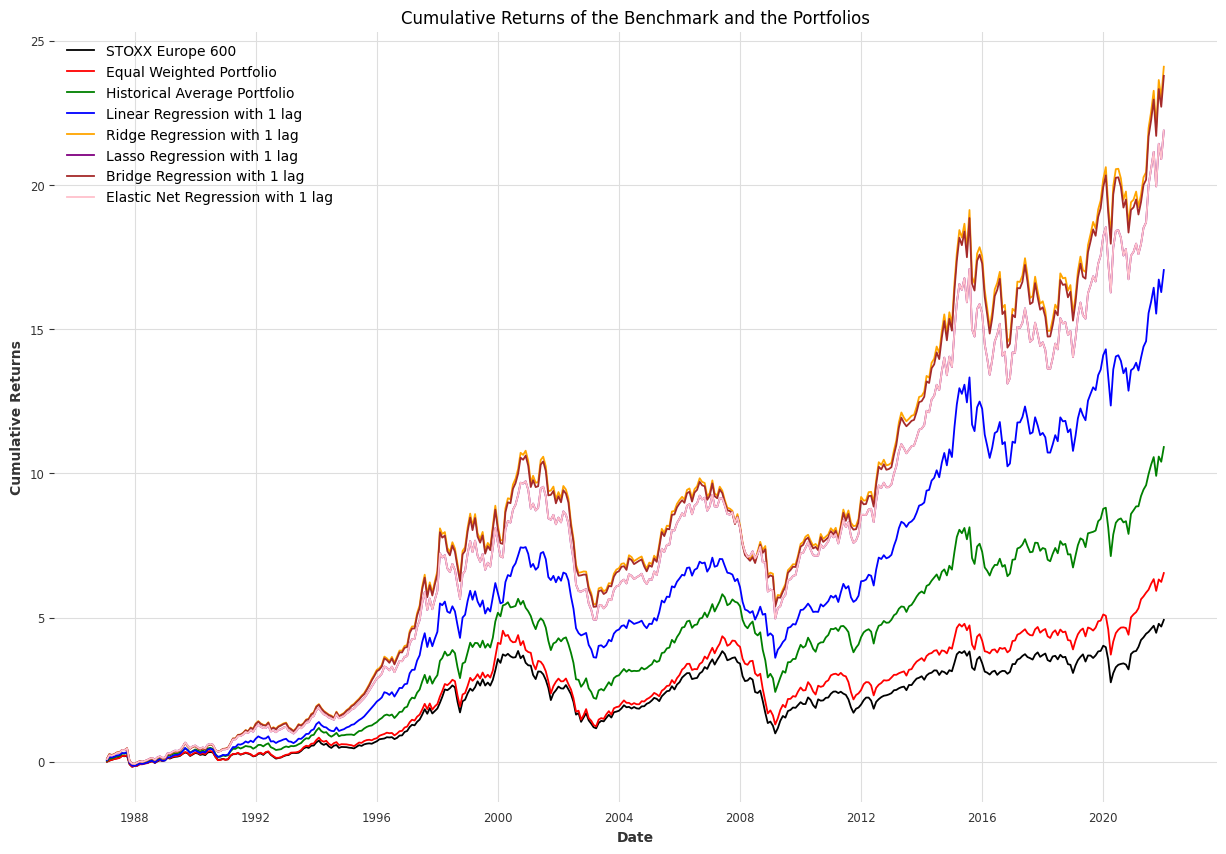 Cumulative Returns of the Benchmark and the Portfolios
25
STOXX Europe 600
Equal Weighted Portfolio
Historical Average Portfolio
Linear Regression with 1 lag
Ridge Regression with 1 lag
Lasso Regression with 1 lag
Bridge Regression with 1 lag
Elastic Net Regression with 1 lag
20
15
10
5
0
Cumulative Returns
1988 1992 1996 2000 2004 2008 2012 2016 2020
Date